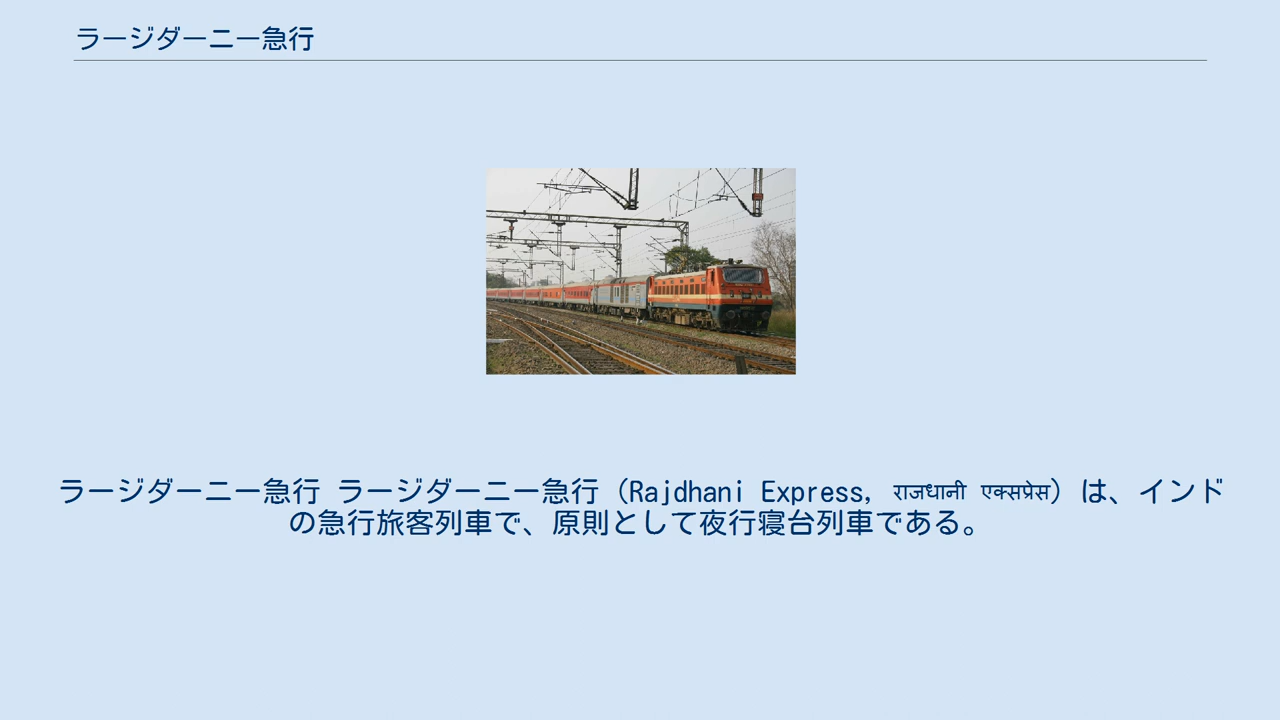 ラージダーニー急行
ラージダーニー急行 ラージダーニー急行（Rajdhani Express, राजधानी एक्सप्रेस）は、インド
の急行旅客列車で、原則として夜行寝台列車である。